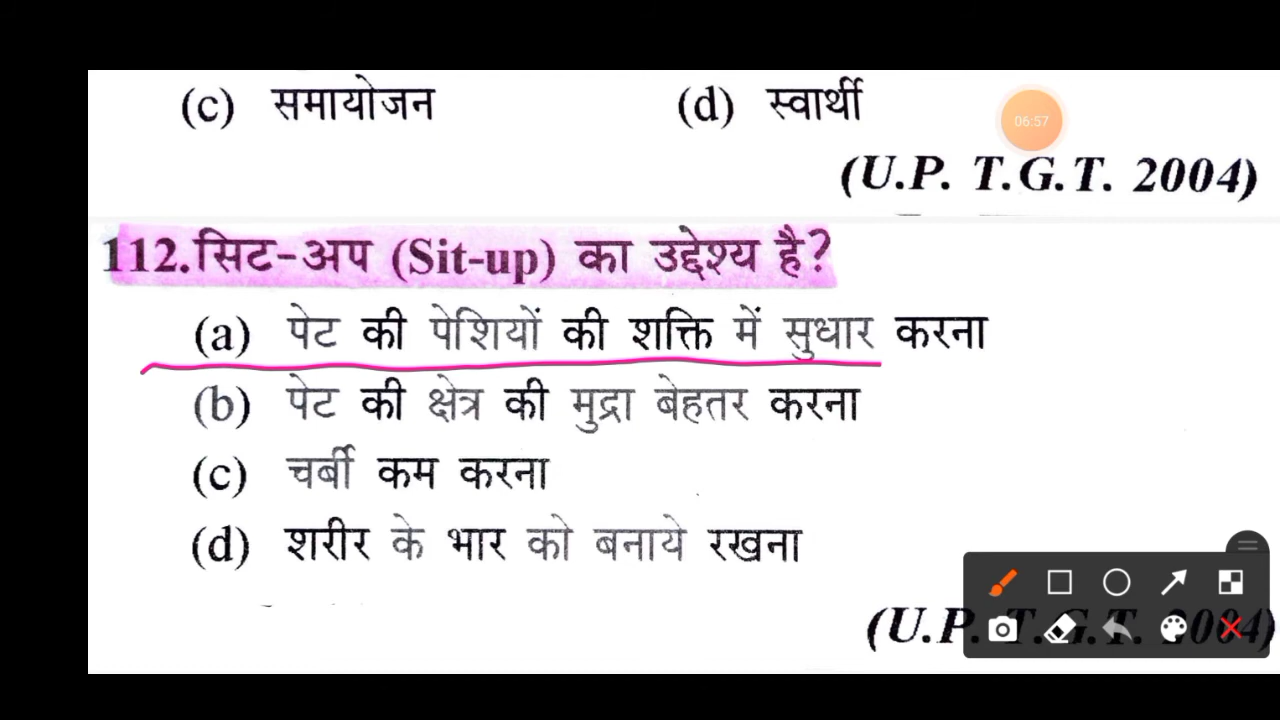 (c) समायोजन (d) स्वार्थी
06:57
(U.P. T.G.T. 2004)
112. सिट-अप (Sit-up) का उद्देश्य है?
(a) पेट की पेशियों की शक्ति में सुधार करना
(b) पेट की क्षेत्र की मुद्रा बेहतर करना
(c) चर्बी कम करना
(d) शरीर के भार को बनाये रखना
(U.P. T.G.T. 2004)